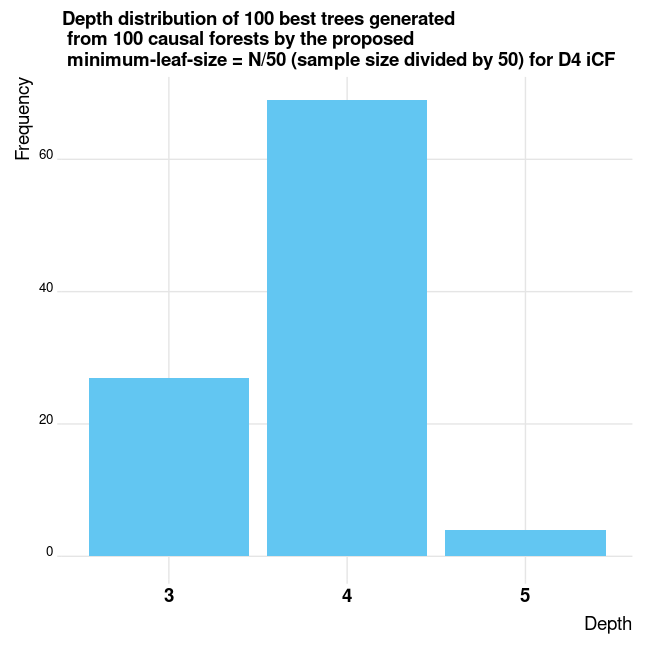 Depth distribution of 100 best trees generated
from 100 causal forests by the proposed
minimum-leaf-size = N/50 (sample size divided by 50) for D4 iCF
Frequency
60
40
20
0
3 4 5
Depth